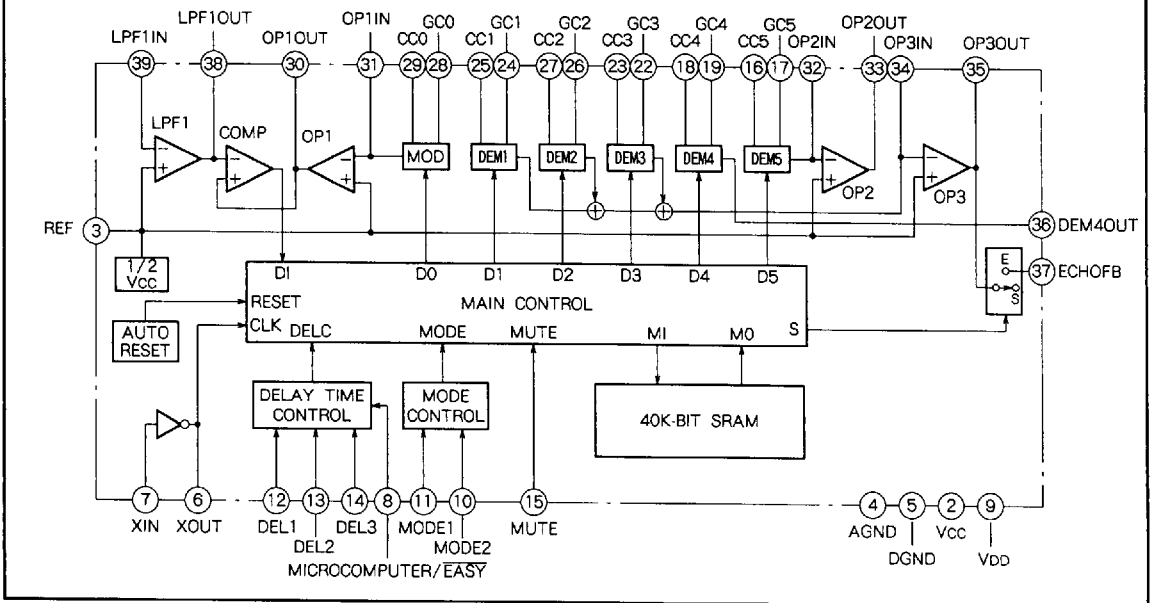 LPF1OUT OP1IN GC0 GC1 GC2 GC3 GC4 GC5 OP2OUT
LPF1IN OP1OUT CC0 CC1 CC2 CC3 CC4 CC5 OP2IN OP3IN OP3OUT
39 38 30 31 29 28 25 24 27 26 23 22 18 19 16 17 32 33 34 35
LPF1 COMP OP1
− + − + − + MOD DEM1 DEM2 DEM3 DEM4 DEM5 − + − +
OP2 OP3
+ +
REF 3 36 DEM4OUT
1/2 VCC
DI D0 D1 D2 D3 D4 D5 E S 37 ECHOFB
MAIN CONTROL
RESET
AUTO RESET
CLK DELC MODE MUTE MI MO S
DELAY TIME CONTROL
MODE CONTROL
40K-BIT SRAM
7 6 12 13 14 8 11 10 15 4 5 2 9
XIN XOUT DEL1 DEL3 MODE1 MUTE AGND VCC
DEL2 MODE2 DGND VDD
MICROCOMPUTER/EASY